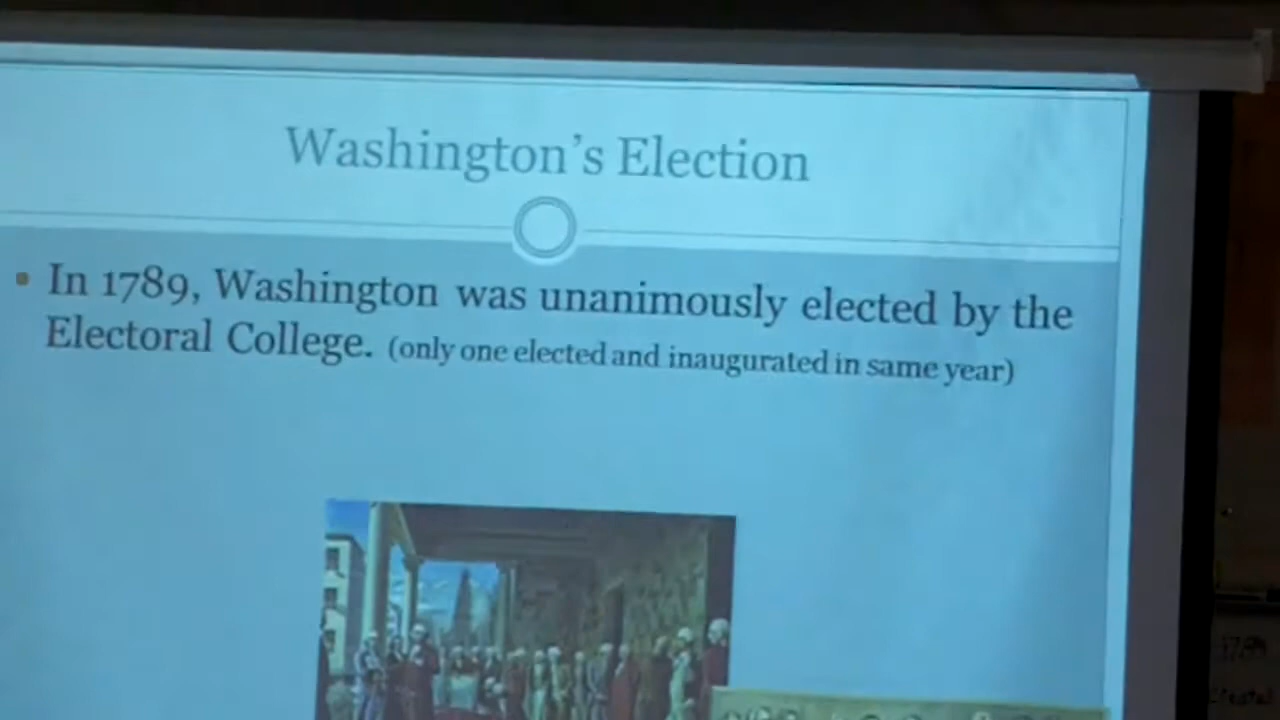 Washington's Election
• In 1789, Washington was unanimously elected by the
Electoral College. (only one elected and inaugurated in same year)